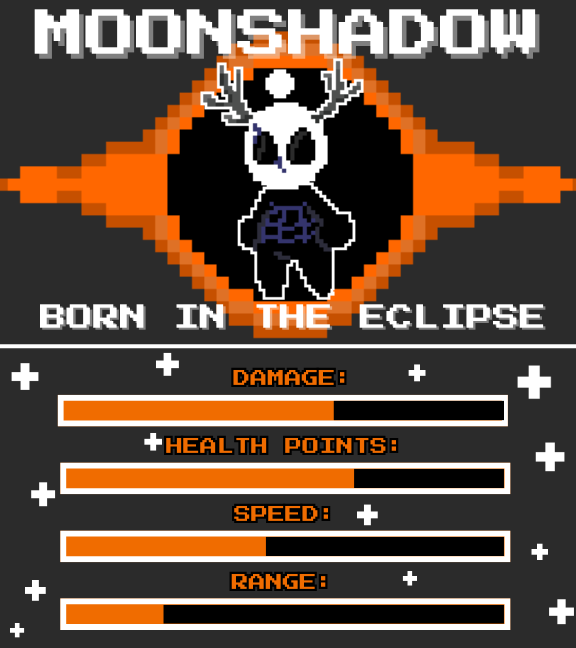 MOONSHADOW
BORN IN THE ECLIPSE
DAMAGE:
HEALTH POINTS:
SPEED:
RANGE: